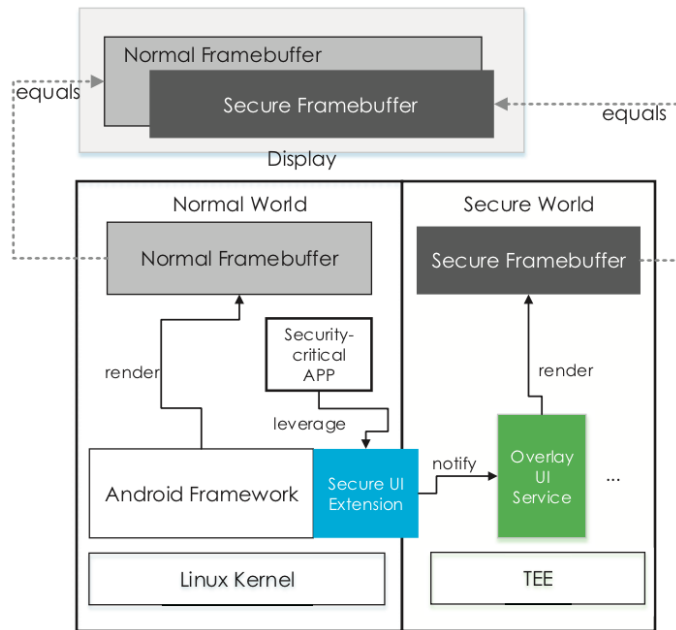 Normal Framebuffer
equals
Secure Framebuffer
equals
Display
Normal World
Secure World
Normal Framebuffer
Secure Framebuffer
Security-
critical
APP
render
render
leverage
Android Framework
Secure UI
Extension
notify
Overlay
UI
Service
...
Linux Kernel
TEE